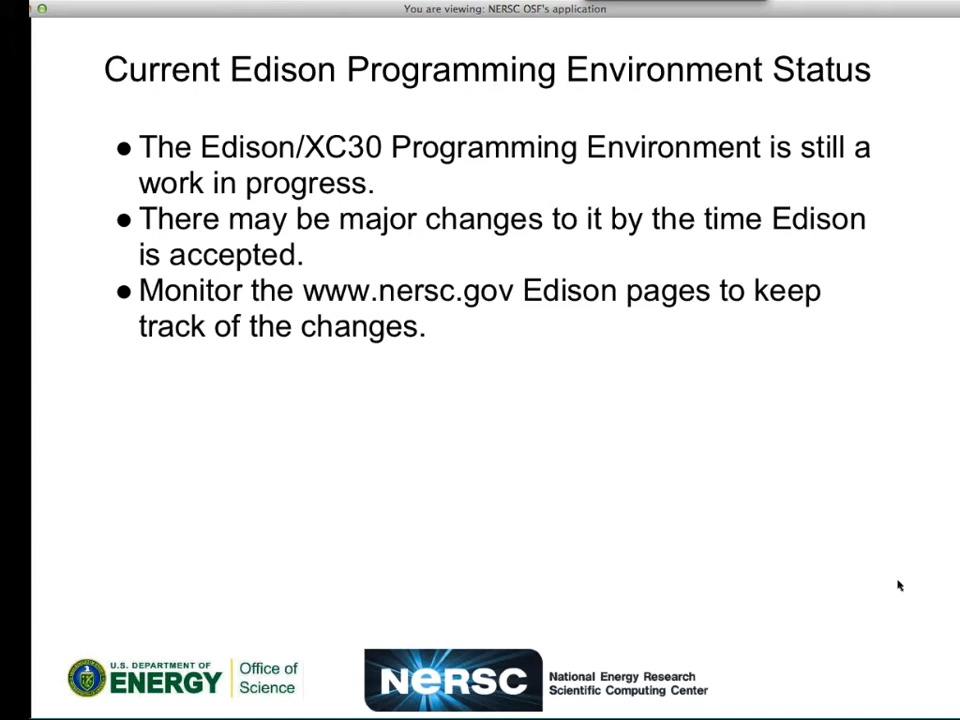 You are viewing: NERSC OSF's application
Current Edison Programming Environment Status
● The Edison/XC30 Programming Environment is still a
work in progress.
● There may be major changes to it by the time Edison
is accepted.
● Monitor the www.nersc.gov Edison pages to keep
track of the changes.
U.S. DEPARTMENT OF
ENERGY
Office of
Science
NERSC
National Energy Research
Scientific Computing Center